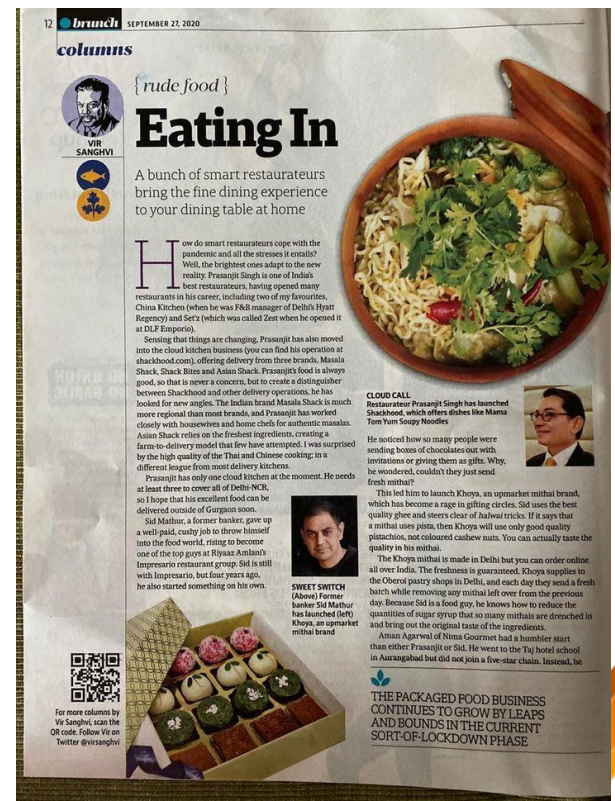 12 brunch SEPTEMBER 27, 2020
columns
VIR
SANGHVI
{rude food}
Eating In
A bunch of smart restaurateurs
bring the fine dining experience
to your dining table at home
How do smart restaurateurs cope with the
pandemic and all the stresses it entails?
Well, the brightest ones adapt to the new
reality. Prasanjit Singh is one of India's
best restaurateurs, having opened many
restaurants in his career, including two of my favourites,
China Kitchen (when he was F&B manager of Delhi's Hyatt
Regency) and Set'z (which was called Zest when he opened it
at DLF Emporio).
Sensing that things are changing, Prasanjit has also moved
into the cloud kitchen business (you can find his operation at
shackhood.com), offering delivery from three brands, Masala
Shack, Shack Bites and Asian Shack. Prasanjit's food is always
good, so that is never a concern, but to create a distinguisher
between Shackhood and other delivery operations, he has
looked for new angles. The Indian brand Masala Shack is much
more regional than most brands, and Prasanjit has worked
closely with housewives and home chefs for authentic masalas.
Asian Shack relies on the freshest ingredients, creating a
farm-to-delivery model that few have attempted. I was surprised
by the high quality of the Thai and Chinese cooking; in a
different league from most delivery kitchens.
Prasanjit has only one cloud kitchen at the moment. He needs
at least three to cover all of Delhi-NCR,
so I hope that his excellent food can be
delivered outside of Gurgaon soon.
Sid Mathur, a former banker, gave up
a well-paid, cushy job to throw himself
into the food world, rising to become
one of the top guys at Riyaaz Amlani's
Impresario restaurant group. Sid is still
with Impresario, but four years ago,
he also started something on his own.
SWEET SWITCH
(Above) Former
banker Sid Mathur
has launched (left)
Khoya, an upmarket
mithai brand
For more columns by
Vir Sanghvi, scan the
QR code. Follow Vir on
Twitter @virsanghvi
CLOUD CALL
Restaurateur Prasanjit Singh has launched
Shackhood, which offers dishes like Mama
Tom Yum Soupy Noodles
He noticed how so many people were
sending boxes of chocolates out with
invitations or giving them as gifts. Why,
he wondered, couldn't they just send
fresh mithai?
This led him to launch Khoya, an upmarket mithai brand,
which has become a rage in gifting circles. Sid uses the best
quality ghee and steers clear of halwai tricks. If it says that
a mithai uses pista, then Khoya will use only good quality
pistachios, not coloured cashew nuts. You can actually taste the
quality in his mithai.
The Khoya mithai is made in Delhi but you can order online
all over India. The freshness is guaranteed. Khoya supplies to
the Oberoi pastry shops in Delhi, and each day they send a fresh
batch while removing any mithai left over from the previous
day. Because Sid is a food guy, he knows how to reduce the
quantities of sugar syrup that so many mithais are drenched in
and bring out the original taste of the ingredients.
Aman Agarwal of Nima Gourmet had a humbler start
than either Prasanjit or Sid. He went to the Taj hotel school
in Aurangabad but did not join a five-star chain. Instead, he
THE PACKAGED FOOD BUSINESS
CONTINUES TO GROW BY LEAPS
AND BOUNDS IN THE CURRENT
SORT-OF-LOCKDOWN PHASE